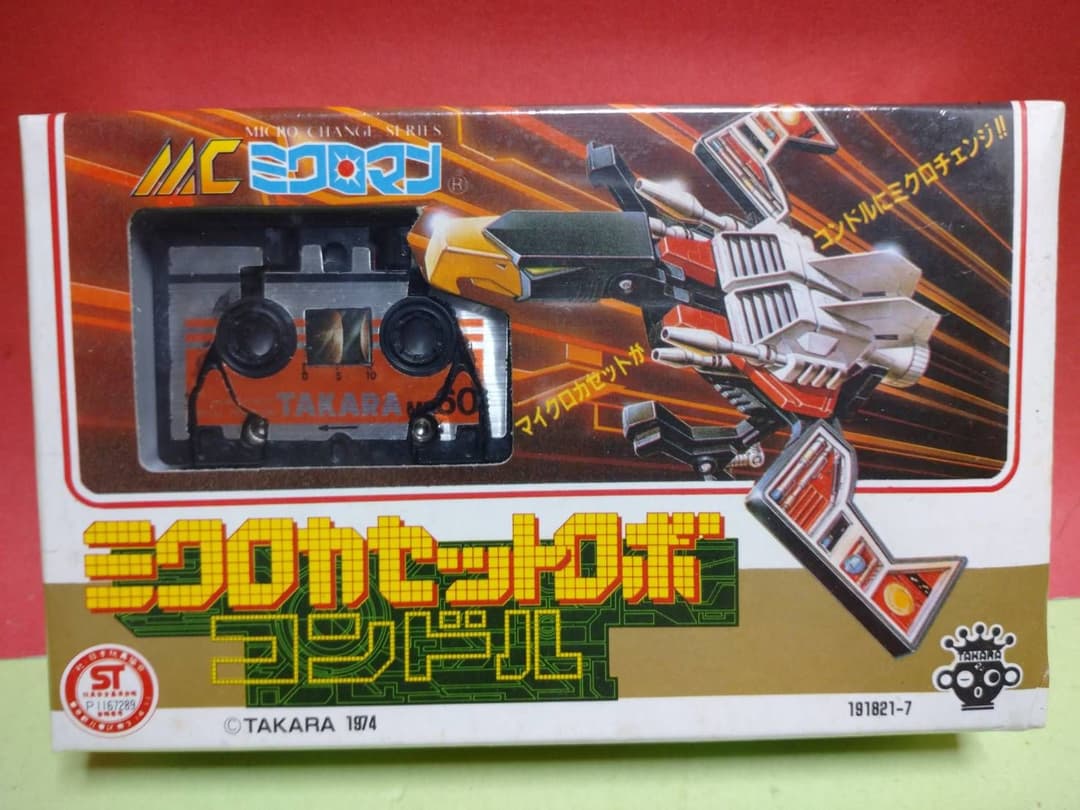 MICRO CHANGE SERIES
MC ミクロマン®
コンドルにミクロチェンジ!!
マイクロカセットが
0 5 10
TAKARA MC60
ミクロカセットロボ
コンドル
ST
P1167289
©TAKARA 1974
191821-7
TAKARA